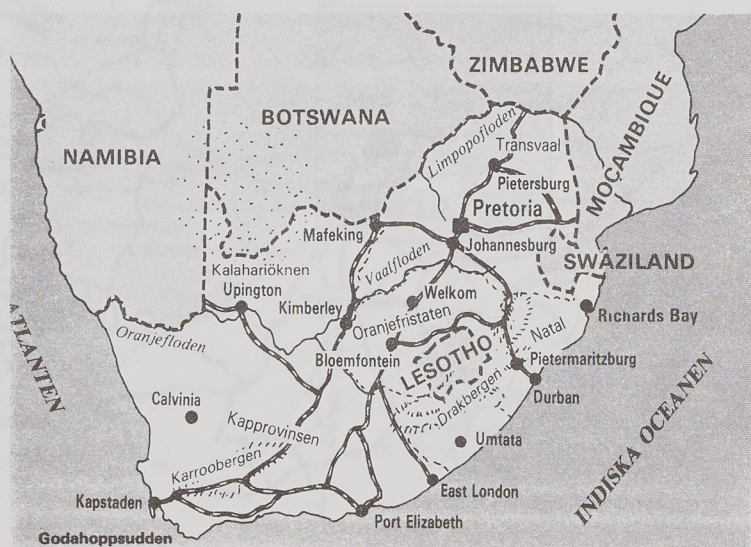 ZIMBABWE
BOTSWANA
NAMIBIA
MOÇAMBIQUE
Limpopofloden
Transvaal
Pietersburg
Pretoria
Mafeking
Johannesburg
SWAZILAND
Kalahariöknen
Vaalfloden
Upington
Welkom
Kimberley
Richards Bay
Oranjefloden
Oranjefristaten
Natal
ATLANTEN
Bloemfontein
LESOTHO
Pietermaritzburg
Drakbergen
Durban
Calvinia
Kapprovinsen
Umtata
INDISKA OCEANEN
Karroobergen
East London
Kapstaden
Port Elizabeth
Godahoppsudden